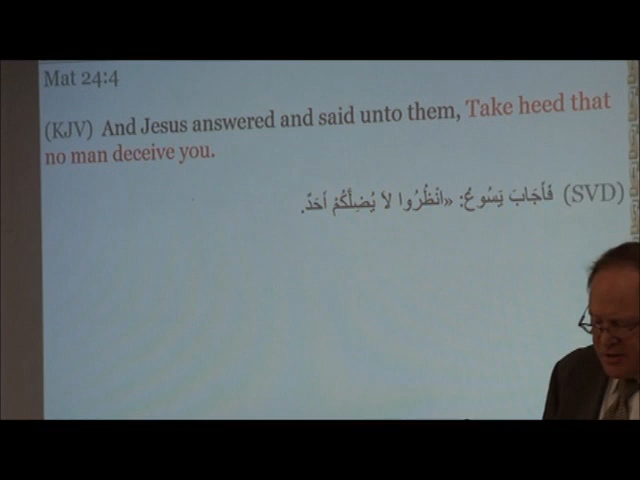 Mat 24:4
(KJV) And Jesus answered and said unto them, Take heed that
no man deceive you.
(SVD) فَأَجَابَ يَسُوعُ: «انْظُرُوا لاَ يُضِلَّكُمْ أَحَدٌ.